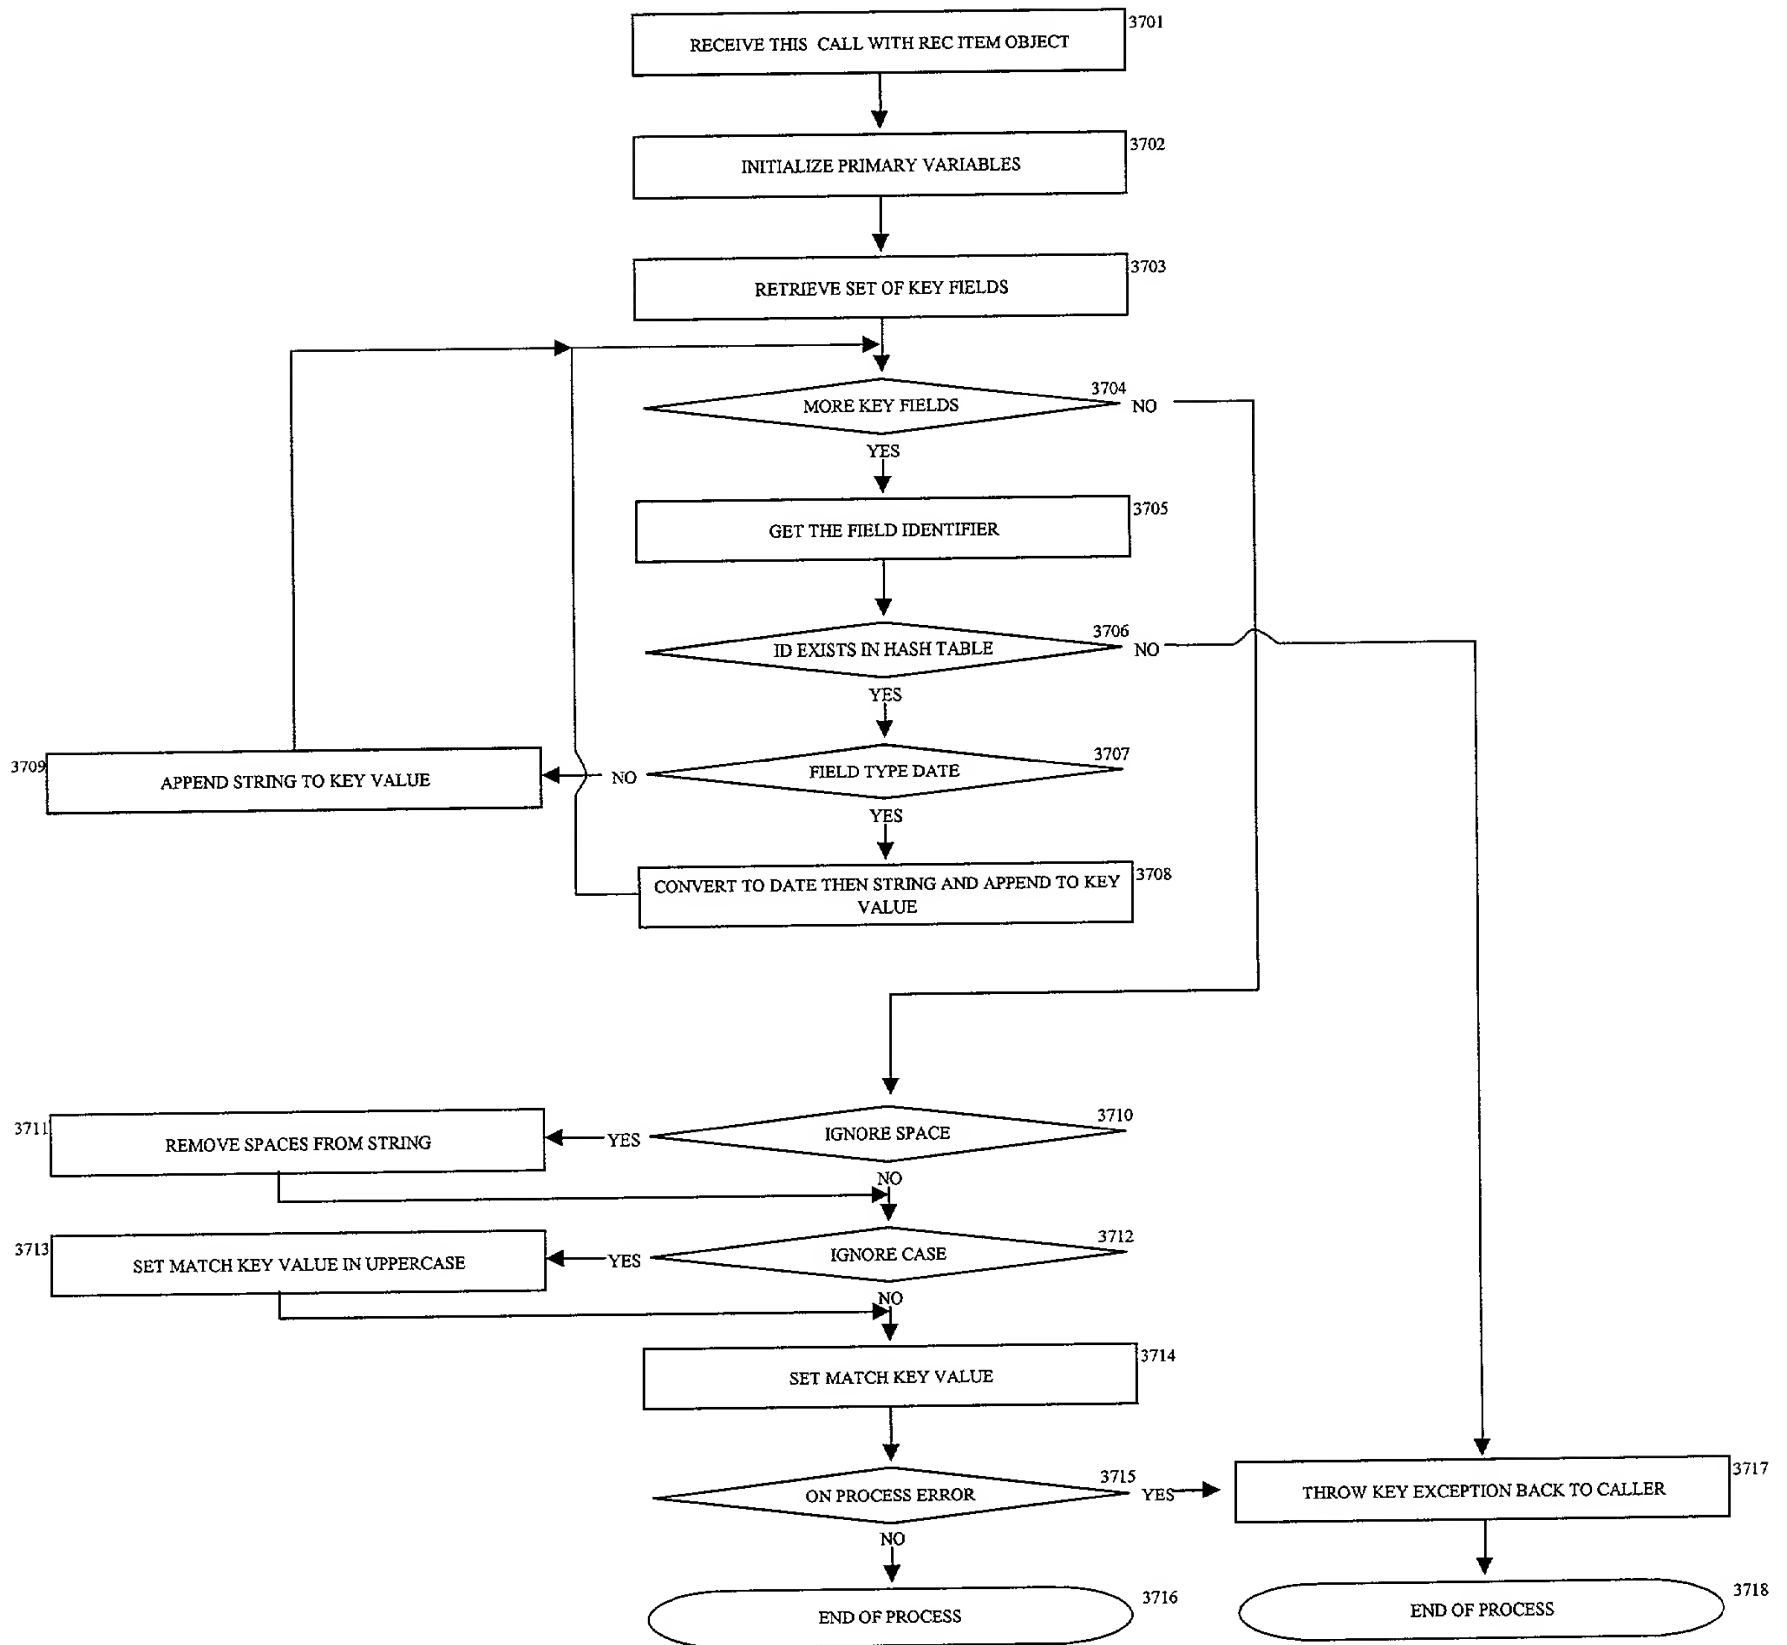 3701
RECEIVE THIS CALL WITH REC ITEM OBJECT
3702
INITIALIZE PRIMARY VARIABLES
3703
RETRIEVE SET OF KEY FIELDS
3704
MORE KEY FIELDS
NO
YES
3705
GET THE FIELD IDENTIFIER
3706
ID EXISTS IN HASH TABLE
NO
YES
3707
3709
APPEND STRING TO KEY VALUE
NO
FIELD TYPE DATE
YES
3708
CONVERT TO DATE THEN STRING AND APPEND TO KEY
VALUE
3710
3711
REMOVE SPACES FROM STRING
YES
IGNORE SPACE
NO
3712
3713
SET MATCH KEY VALUE IN UPPERCASE
YES
IGNORE CASE
NO
3714
SET MATCH KEY VALUE
3715
ON PROCESS ERROR
YES
3717
THROW KEY EXCEPTION BACK TO CALLER
NO
3716
END OF PROCESS
3718
END OF PROCESS